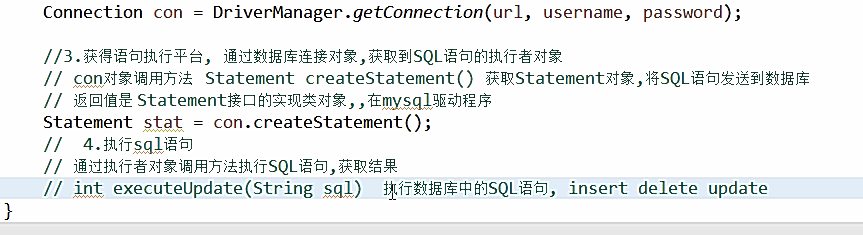 Connection con = DriverManager.getConnection(url, username, password);
//3.获得语句执行平台, 通过数据库连接对象,获取到SQL语句的执行者对象
// con对象调用方法 Statement createStatement() 获取Statement对象,将SQL语句发送到数据库
// 返回值是 Statement接口的实现类对象,,在mysql驱动程序
Statement stat = con.createStatement();
// 4.执行sql语句
// 通过执行者对象调用方法执行SQL语句,获取结果
// int executeUpdate(String sql) 执行数据库中的SQL语句, insert delete update
}